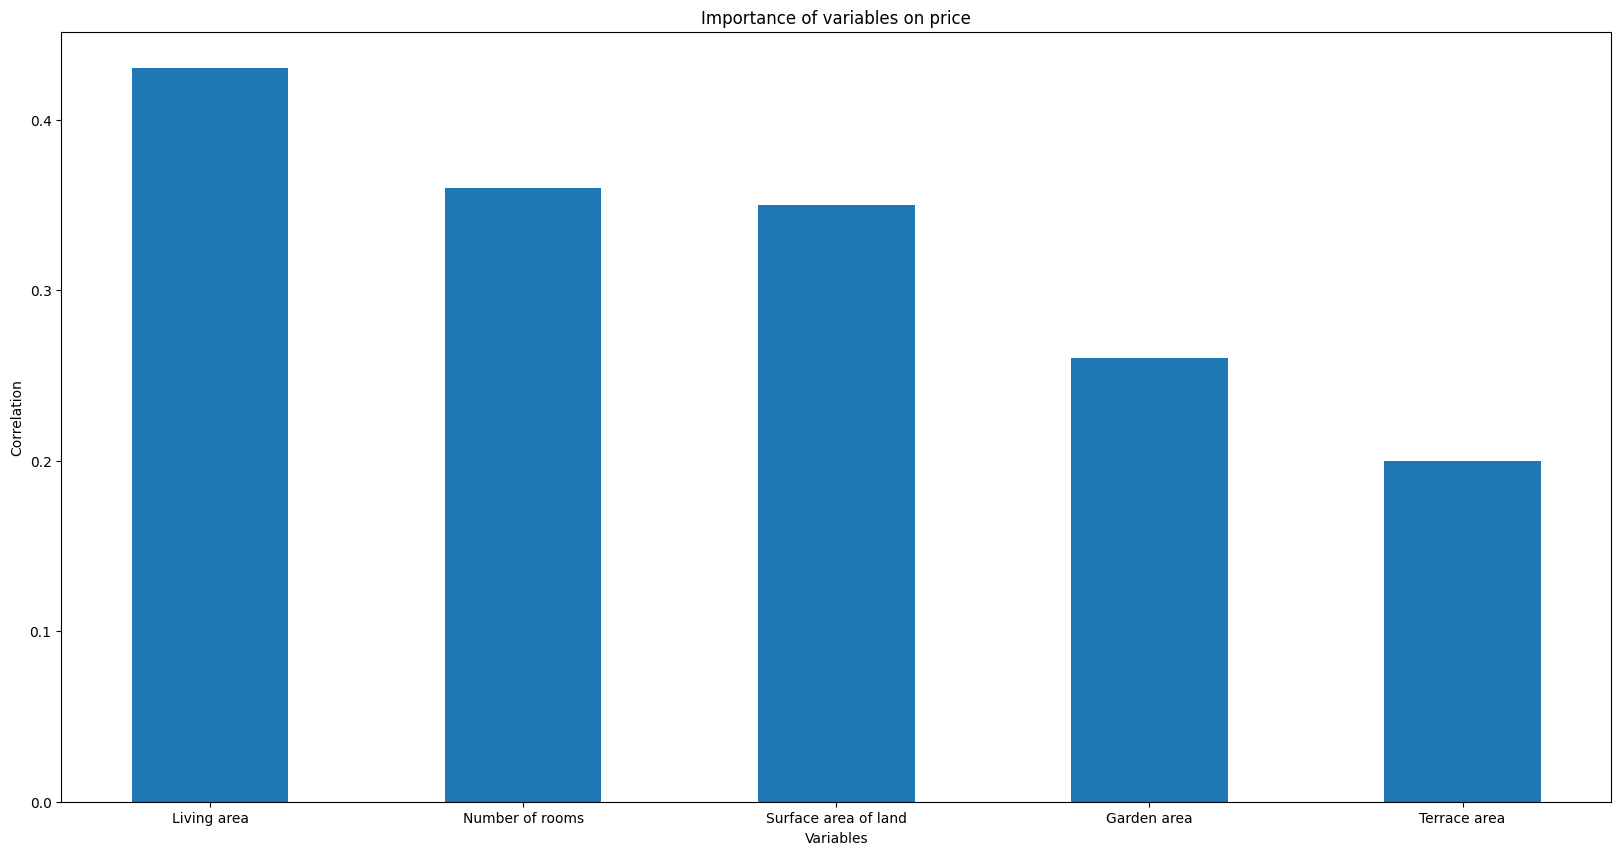 Importance of variables on price
Correlation
0.4
0.3
0.2
0.1
0.0
Living area
Number of rooms
Surface area of land
Garden area
Terrace area
Variables